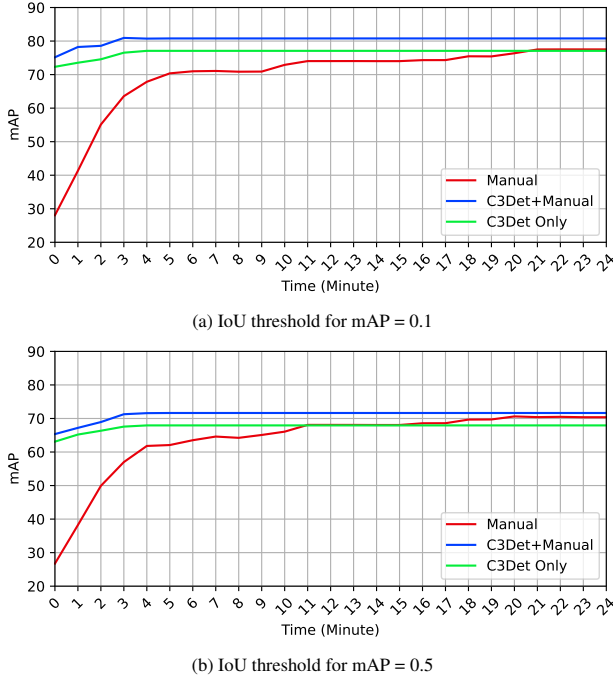 90
80
70
60
50
40
30
20
mAP
0 1 2 3 4 5 6 7 8 9 10 11 12 13 14 15 16 17 18 19 20 21 22 23 24
Time (Minute)
Manual
C3Det+Manual
C3Det Only
(a) IoU threshold for mAP = 0.1
90
80
70
60
50
40
30
20
mAP
0 1 2 3 4 5 6 7 8 9 10 11 12 13 14 15 16 17 18 19 20 21 22 23 24
Time (Minute)
Manual
C3Det+Manual
C3Det Only
(b) IoU threshold for mAP = 0.5